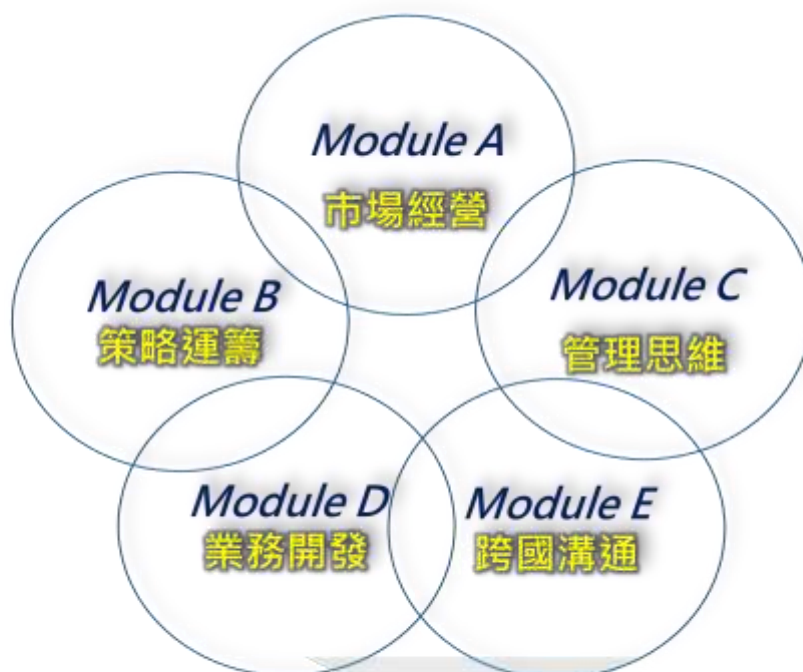 Module A
市場經營
Module B
策略運籌
Module C
管理思維
Module D
業務開發
Module E
跨國溝通